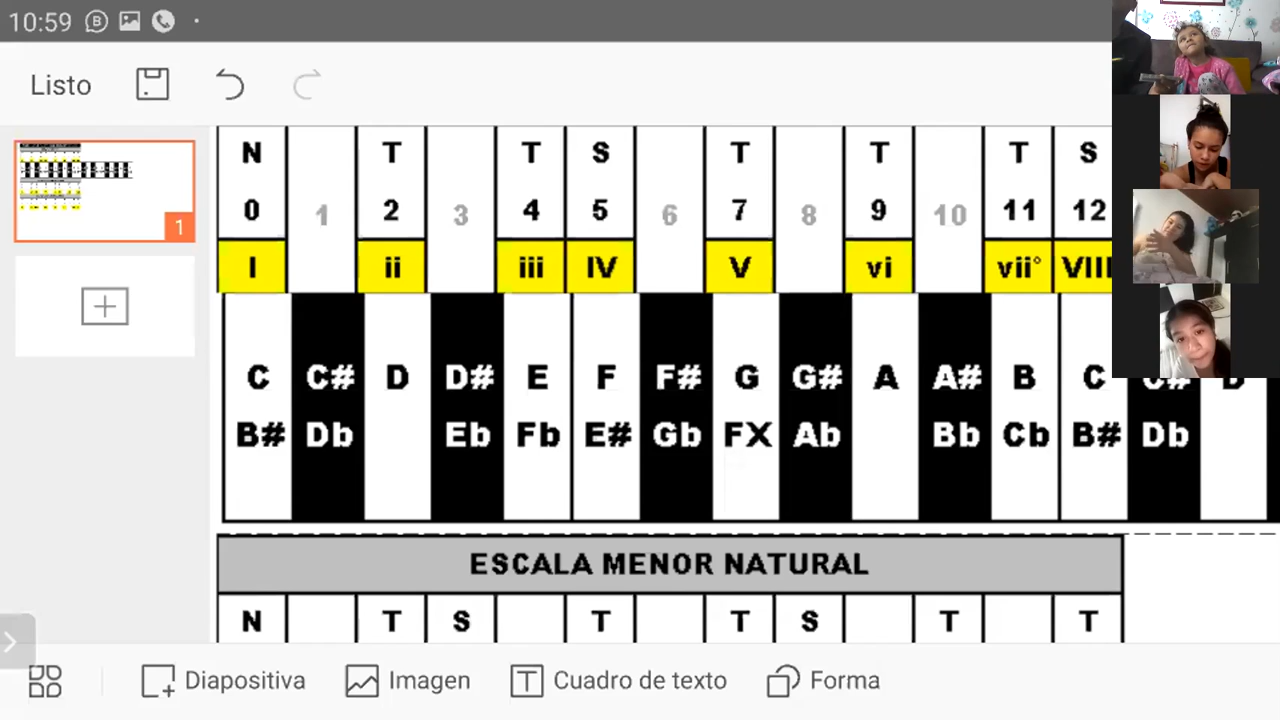 10:59
Listo
N T T S T T T S
0 1 2 3 4 5 6 7 8 9 10 11 12
I ii iii IV V vi vii° VIII
C C# D D# E F F# G G# A A# B C C# D
B# Db Eb Fb E# Gb FX Ab Bb Cb B# Db
1
ESCALA MENOR NATURAL
N T S T T S T T
Diapositiva Imagen Cuadro de texto Forma